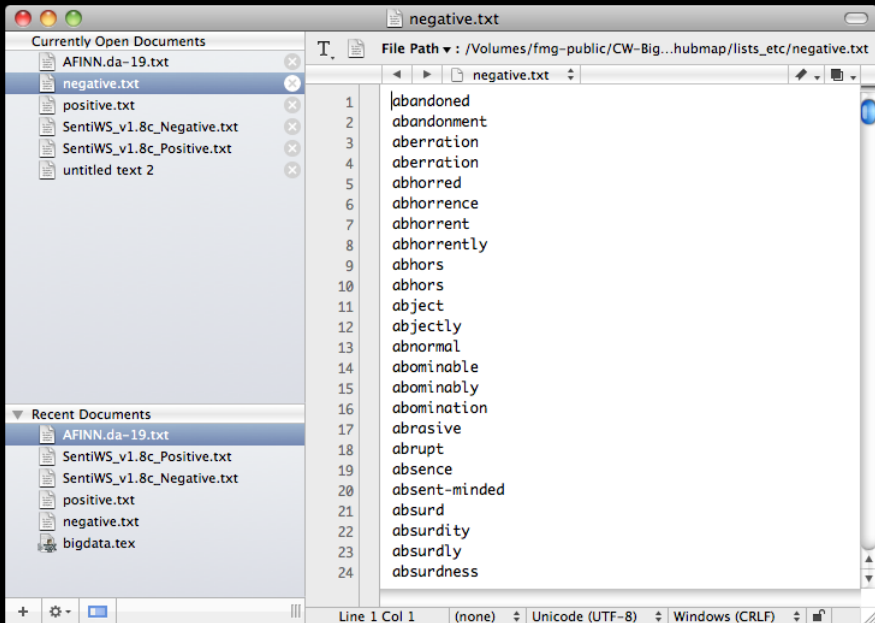 negative.txt
Currently Open Documents
AFINN.da-19.txt
negative.txt
positive.txt
SentiWS_v1.8c_Negative.txt
SentiWS_v1.8c_Positive.txt
untitled text 2
Recent Documents
AFINN.da-19.txt
SentiWS_v1.8c_Positive.txt
SentiWS_v1.8c_Negative.txt
positive.txt
negative.txt
bigdata.tex
T. File Path ▾ : /Volumes/fmg-public/CW-Big...hubmap/lists_etc/negative.txt
negative.txt
1 abandoned
2 abandonment
3 aberration
4 aberration
5 abhorred
6 abhorrence
7 abhorrent
8 abhorrently
9 abhors
10 abhors
11 abject
12 abjectly
13 abnormal
14 abominable
15 abominably
16 abomination
17 abrasive
18 abrupt
19 absence
20 absent-minded
21 absurd
22 absurdity
23 absurdly
24 absurdness
Line 1 Col 1 (none) Unicode (UTF-8) Windows (CRLF)